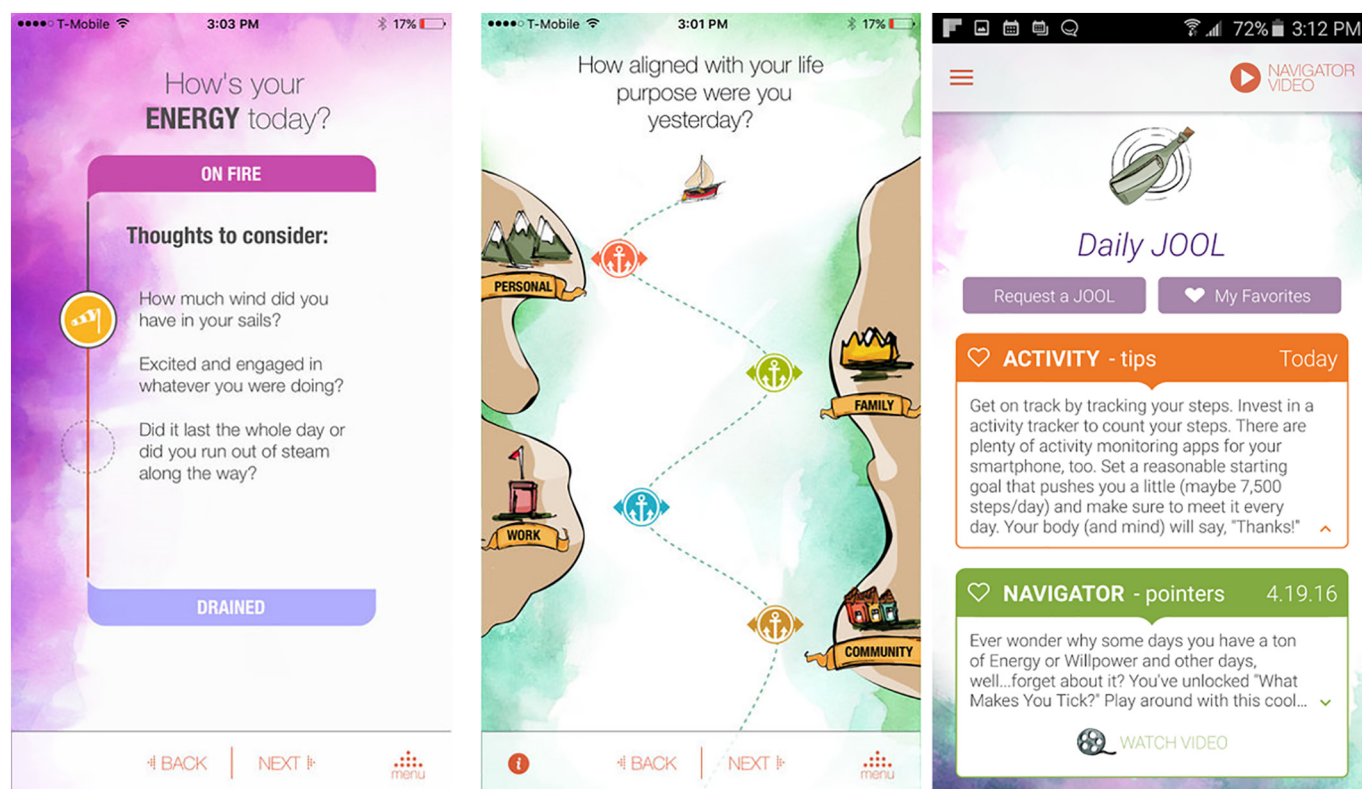 T-Mobile 3:03 PM 17%
How's your
ENERGY today?
ON FIRE
Thoughts to consider:
How much wind did you
have in your sails?
Excited and engaged in
whatever you were doing?
Did it last the whole day or
did you run out of steam
along the way?
DRAINED
BACK NEXT menu
T-Mobile 3:01 PM 17%
How aligned with your life
purpose were you
yesterday?
PERSONAL
FAMILY
WORK
COMMUNITY
i BACK NEXT menu
72% 3:12 PM
NAVIGATOR
VIDEO
Daily JOOL
Request a JOOL My Favorites
ACTIVITY - tips Today
Get on track by tracking your steps. Invest in a
activity tracker to count your steps. There are
plenty of activity monitoring apps for your
smartphone, too. Set a reasonable starting
goal that pushes you a little (maybe 7,500
steps/day) and make sure to meet it every
day. Your body (and mind) will say, "Thanks!"
NAVIGATOR - pointers 4.19.16
Ever wonder why some days you have a ton
of Energy or Willpower and other days,
well...forget about it? You've unlocked "What
Makes You Tick?" Play around with this cool...
WATCH VIDEO